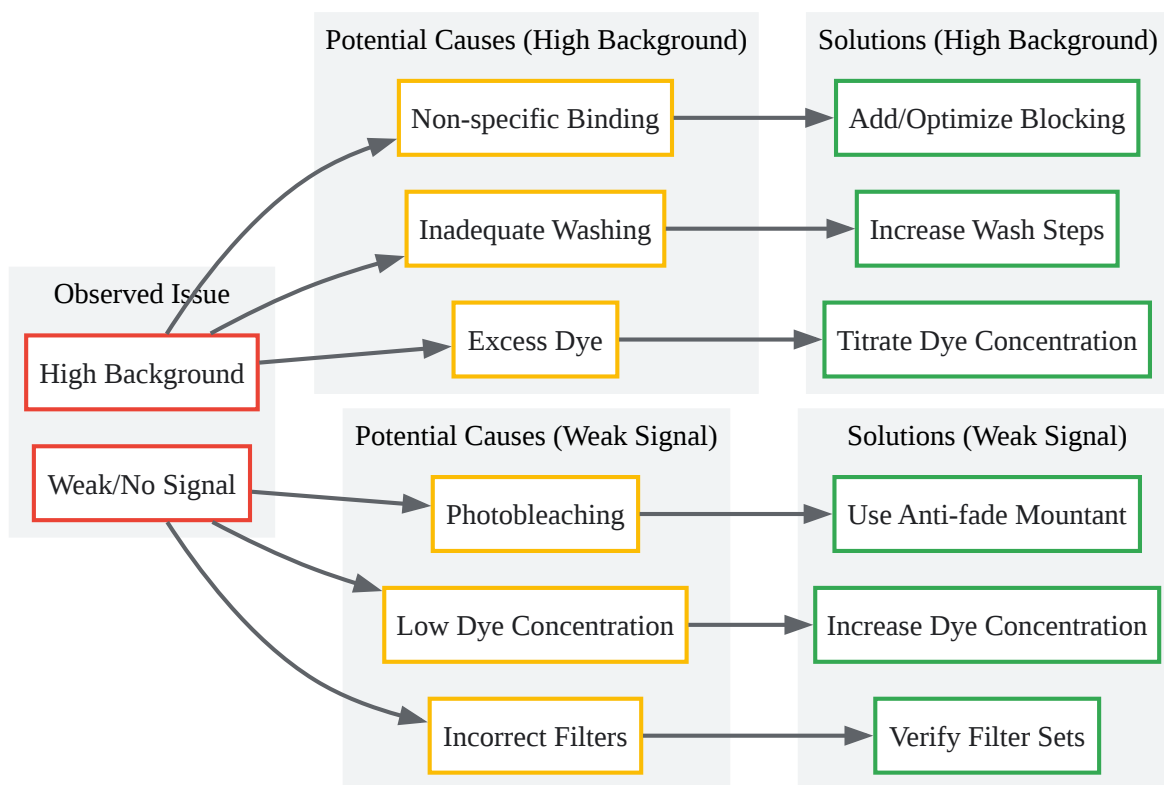 Potential Causes (High Background)
Solutions (High Background)
Non-specific Binding
Add/Optimize Blocking
Inadequate Washing
Increase Wash Steps
Observed Issue
Excess Dye
Titrate Dye Concentration
High Background
Potential Causes (Weak Signal)
Solutions (Weak Signal)
Weak/No Signal
Photobleaching
Use Anti-fade Mountant
Low Dye Concentration
Increase Dye Concentration
Incorrect Filters
Verify Filter Sets